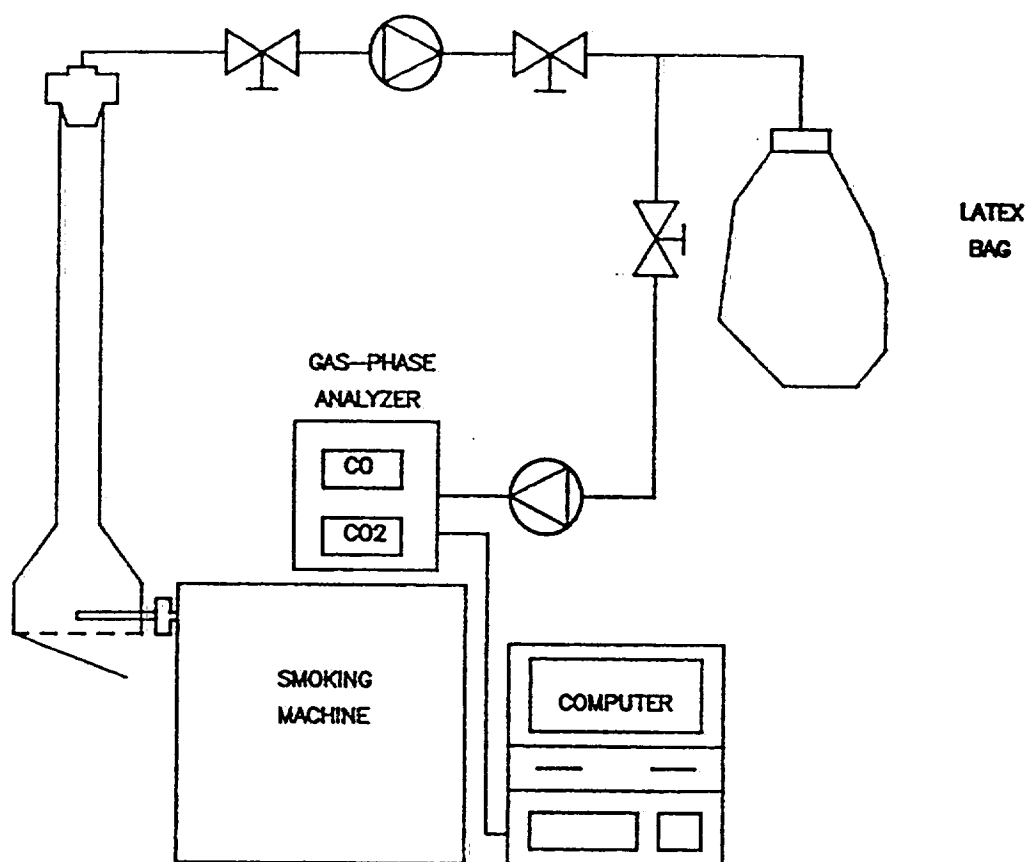 LATEX
BAG
GAS-PHASE
ANALYZER
CO
CO2
SMOKING
MACHINE
COMPUTER